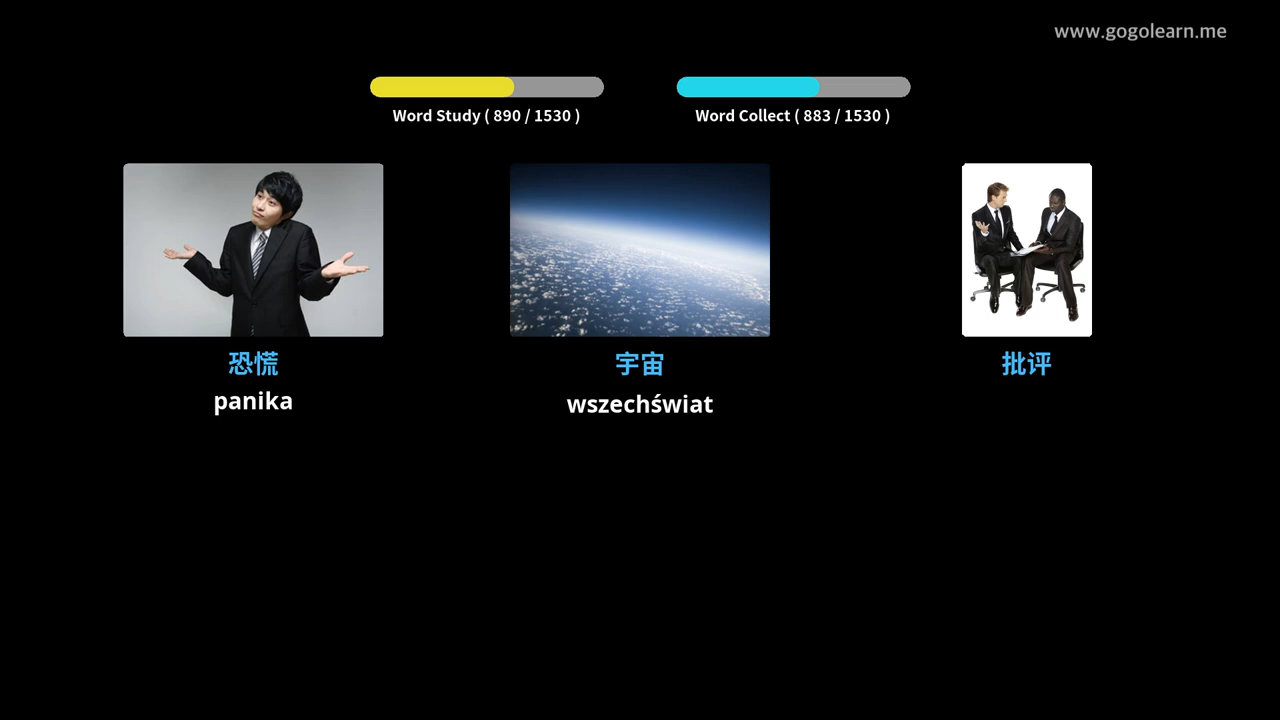 www.gogolearn.me
Word Study ( 890 / 1530 )
Word Collect ( 883 / 1530 )
恐慌
panika
宇宙
wszechświat
批评